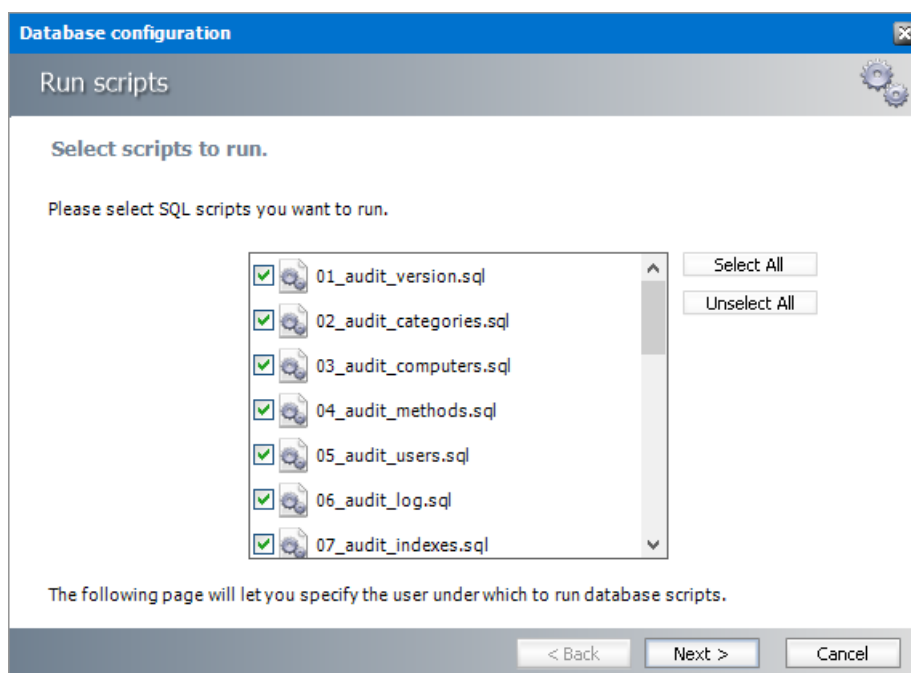 Database configuration
Run scripts
Select scripts to run.
Please select SQL scripts you want to run.
01_audit_version.sql
02_audit_categories.sql
03_audit_computers.sql
04_audit_methods.sql
05_audit_users.sql
06_audit_log.sql
07_audit_indexes.sql
Select All
Unselect All
The following page will let you specify the user under which to run database scripts.
< Back
Next >
Cancel